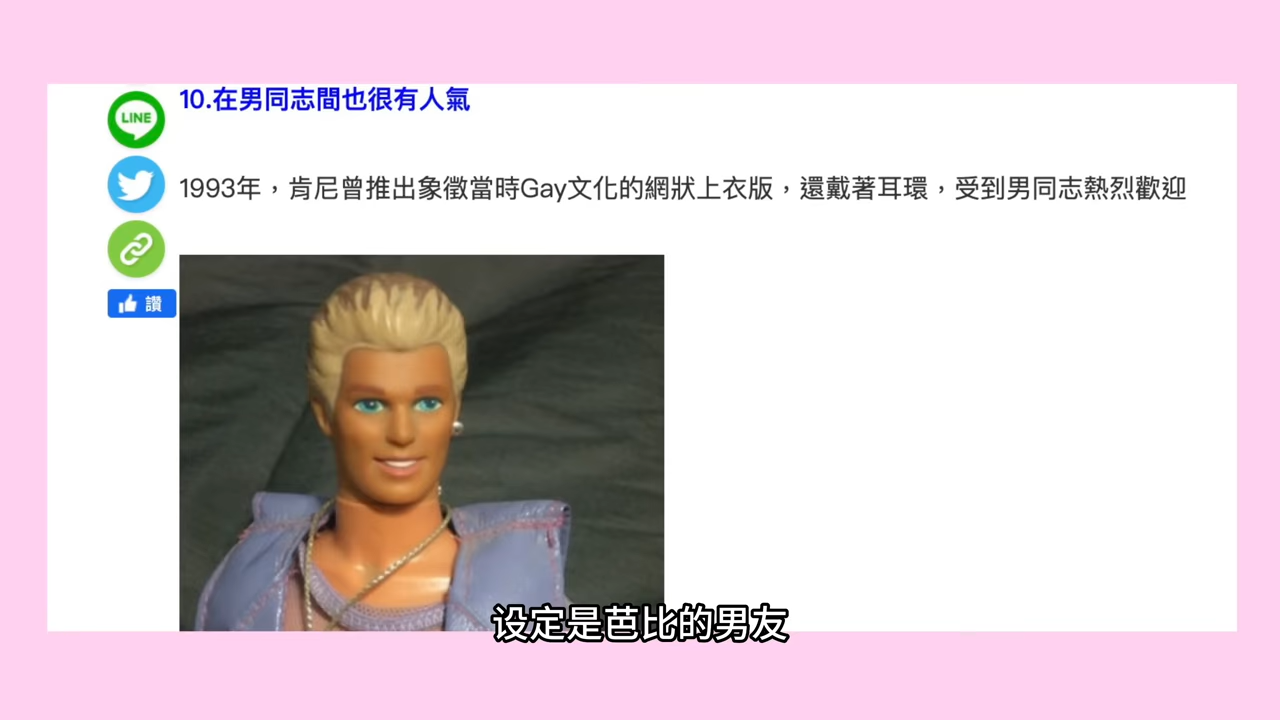 10.在男同志間也很有人氣
LINE
1993年，肯尼曾推出象徵當時Gay文化的網狀上衣版，還戴著耳環，受到男同志熱烈歡迎
讚
设定是芭比的男友